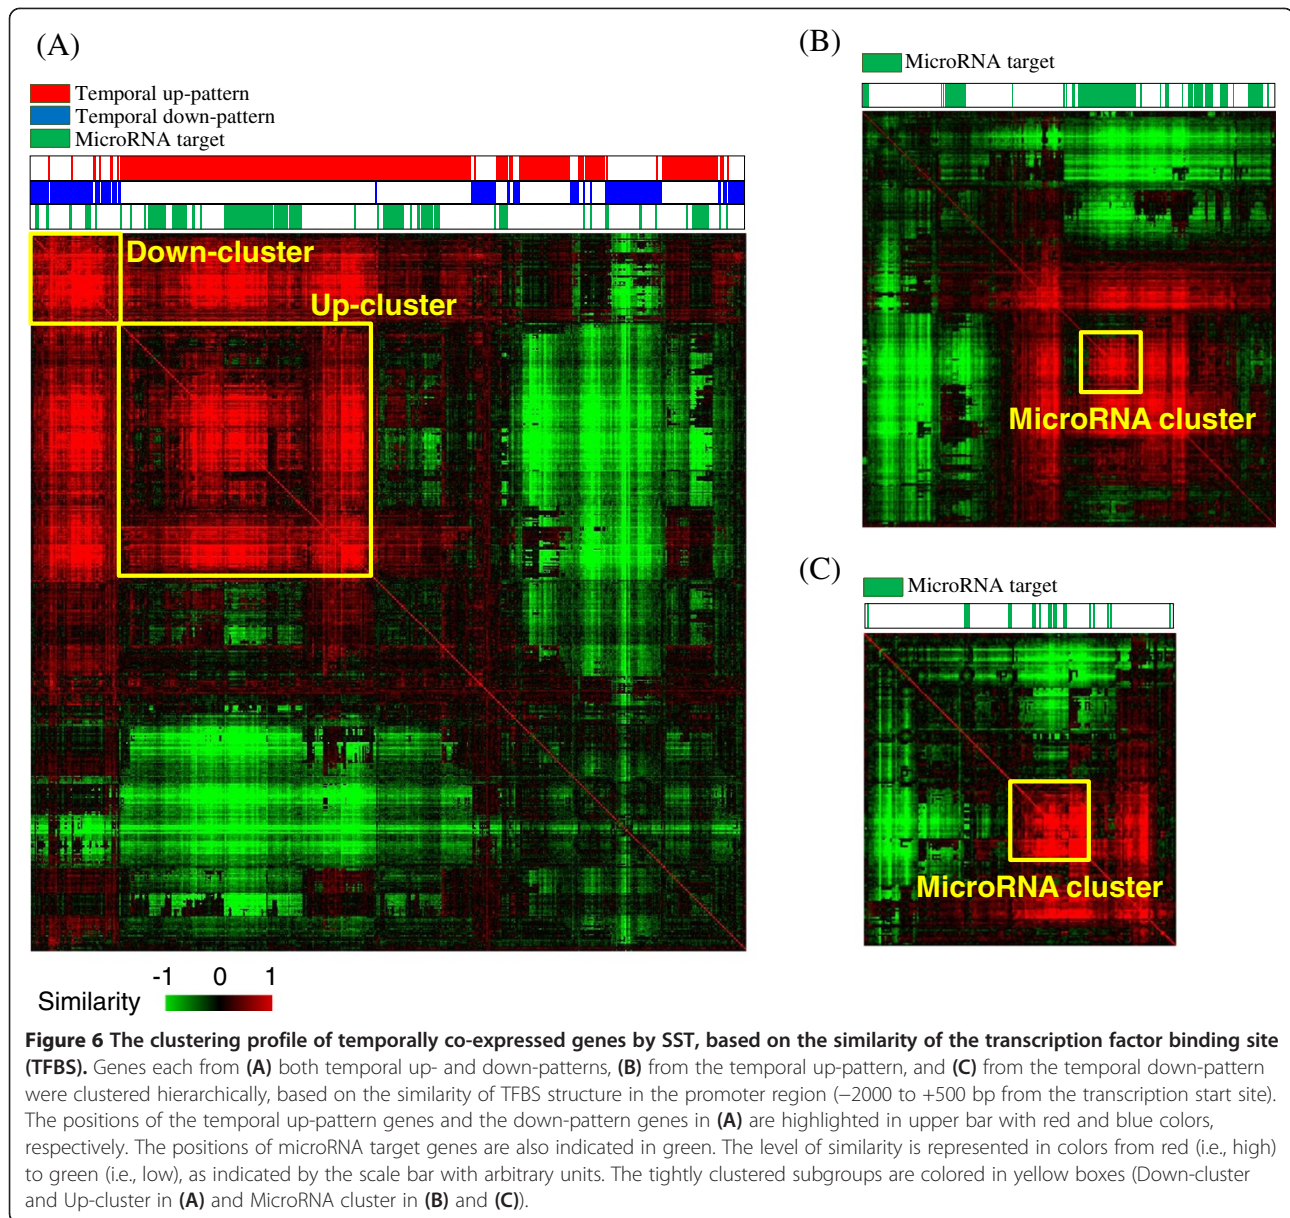 (A)
Temporal up-pattern
Temporal down-pattern
MicroRNA target
Down-cluster
Up-cluster
-1 0 1
Similarity
(B)
MicroRNA target
MicroRNA cluster
(C)
MicroRNA target
MicroRNA cluster
Figure 6 The clustering profile of temporally co-expressed genes by SST, based on the similarity of the transcription factor binding site
(TFBS). Genes each from (A) both temporal up- and down-patterns, (B) from the temporal up-pattern, and (C) from the temporal down-pattern
were clustered hierarchically, based on the similarity of TFBS structure in the promoter region (−2000 to +500 bp from the transcription start site).
The positions of the temporal up-pattern genes and the down-pattern genes in (A) are highlighted in upper bar with red and blue colors,
respectively. The positions of microRNA target genes are also indicated in green. The level of similarity is represented in colors from red (i.e., high)
to green (i.e., low), as indicated by the scale bar with arbitrary units. The tightly clustered subgroups are colored in yellow boxes (Down-cluster
and Up-cluster in (A) and MicroRNA cluster in (B) and (C)).